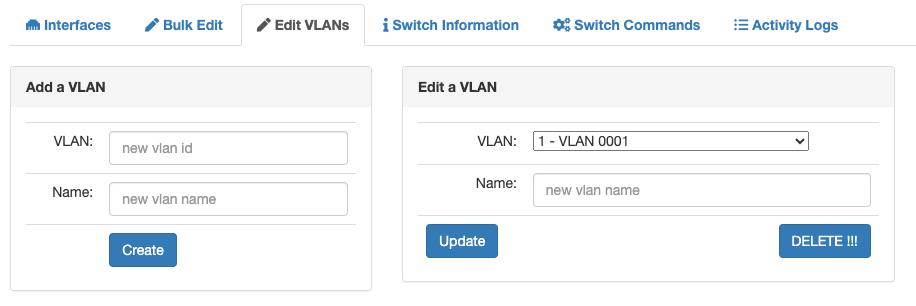 Interfaces Bulk Edit Edit VLANs Switch Information Switch Commands Activity Logs
Add a VLAN
VLAN: new vlan id
Name: new vlan name
Create
Edit a VLAN
VLAN: 1 - VLAN 0001
Name: new vlan name
Update DELETE !!!